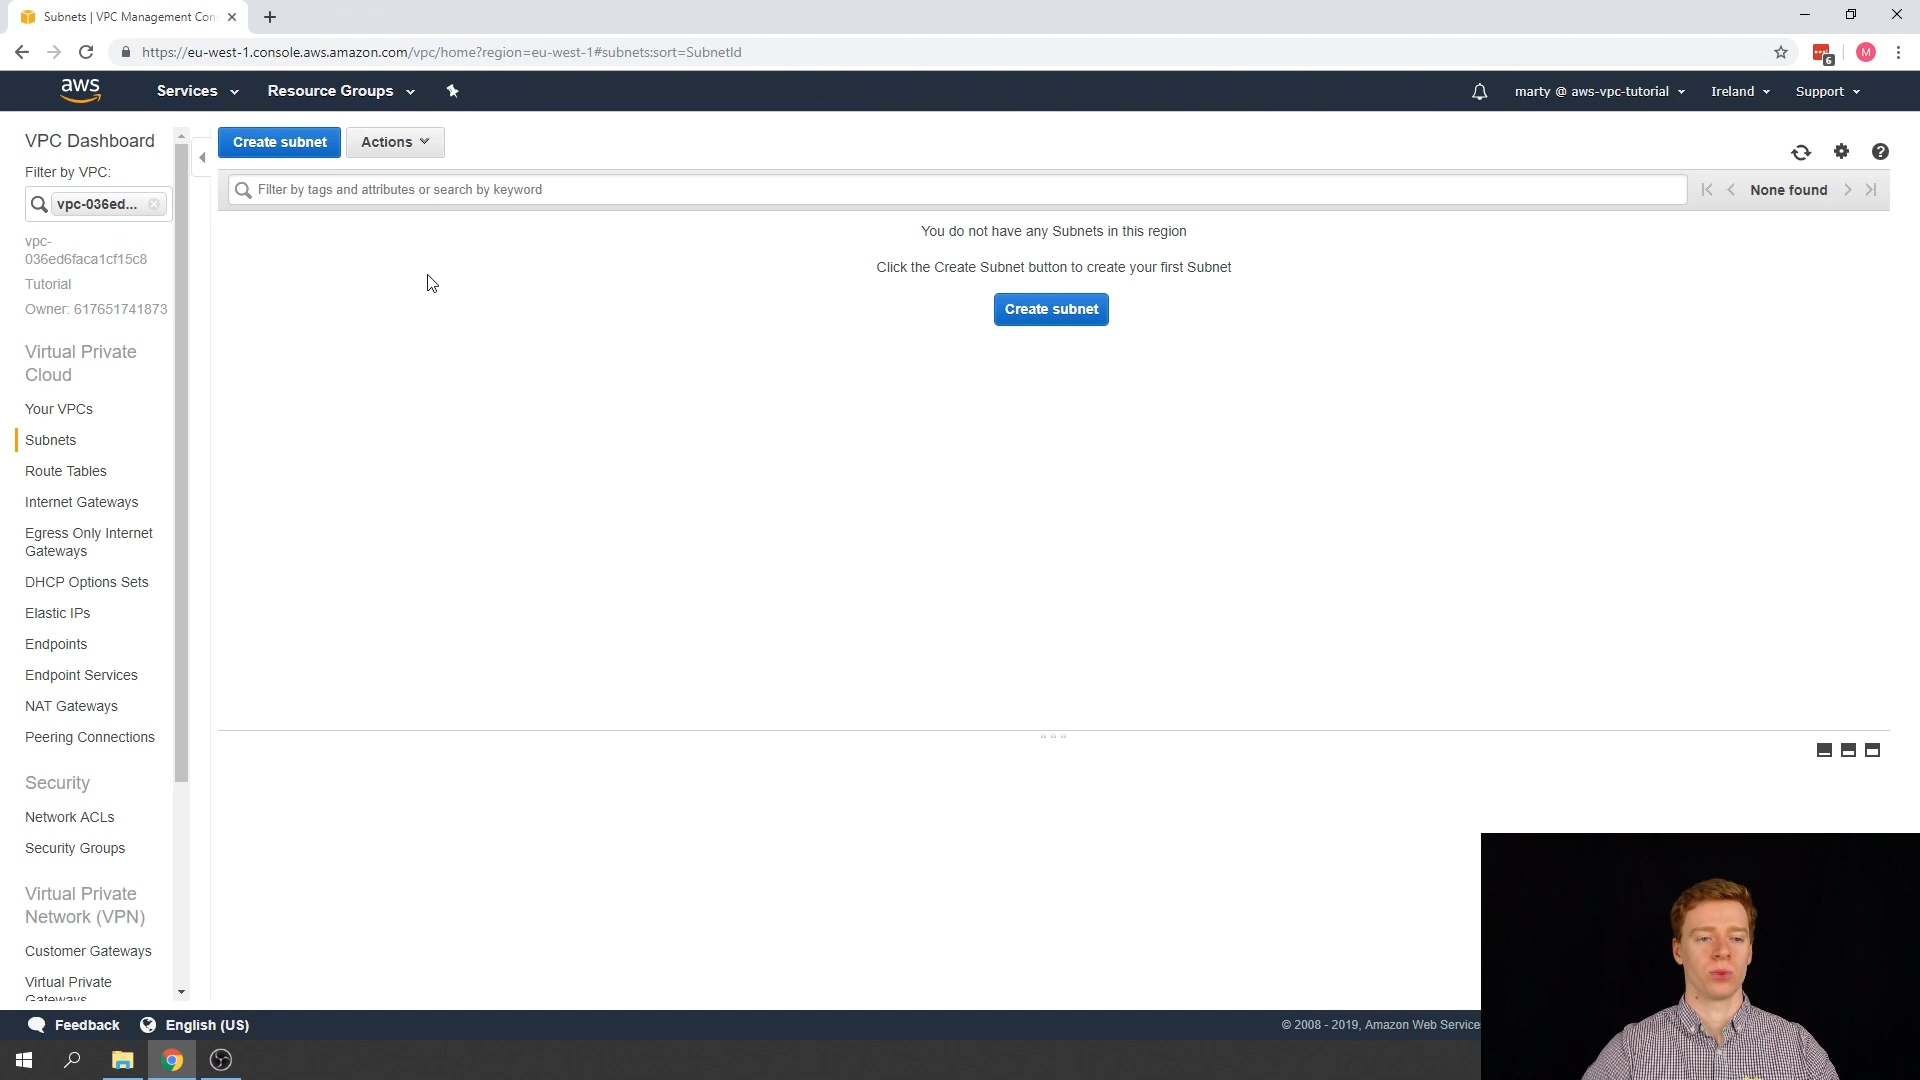 Subnets | VPC Management Con
https://eu-west-1.console.aws.amazon.com/vpc/home?region=eu-west-1#subnets:sort=SubnetId
6
M
aws
Services
Resource Groups
marty @ aws-vpc-tutorial
Ireland
Support
VPC Dashboard
Filter by VPC:
vpc-036ed...
vpc-
036ed6faca1cf15c8
Tutorial
Owner: 617651741873
Virtual Private
Cloud
Your VPCs
Subnets
Route Tables
Internet Gateways
Egress Only Internet
Gateways
DHCP Options Sets
Elastic IPs
Endpoints
Endpoint Services
NAT Gateways
Peering Connections
Security
Network ACLs
Security Groups
Virtual Private
Network (VPN)
Customer Gateways
Virtual Private
Gateways
Create subnet
Actions
Filter by tags and attributes or search by keyword
None found
You do not have any Subnets in this region
Click the Create Subnet button to create your first Subnet
Create subnet
Feedback
English (US)
© 2008 - 2019, Amazon Web Service